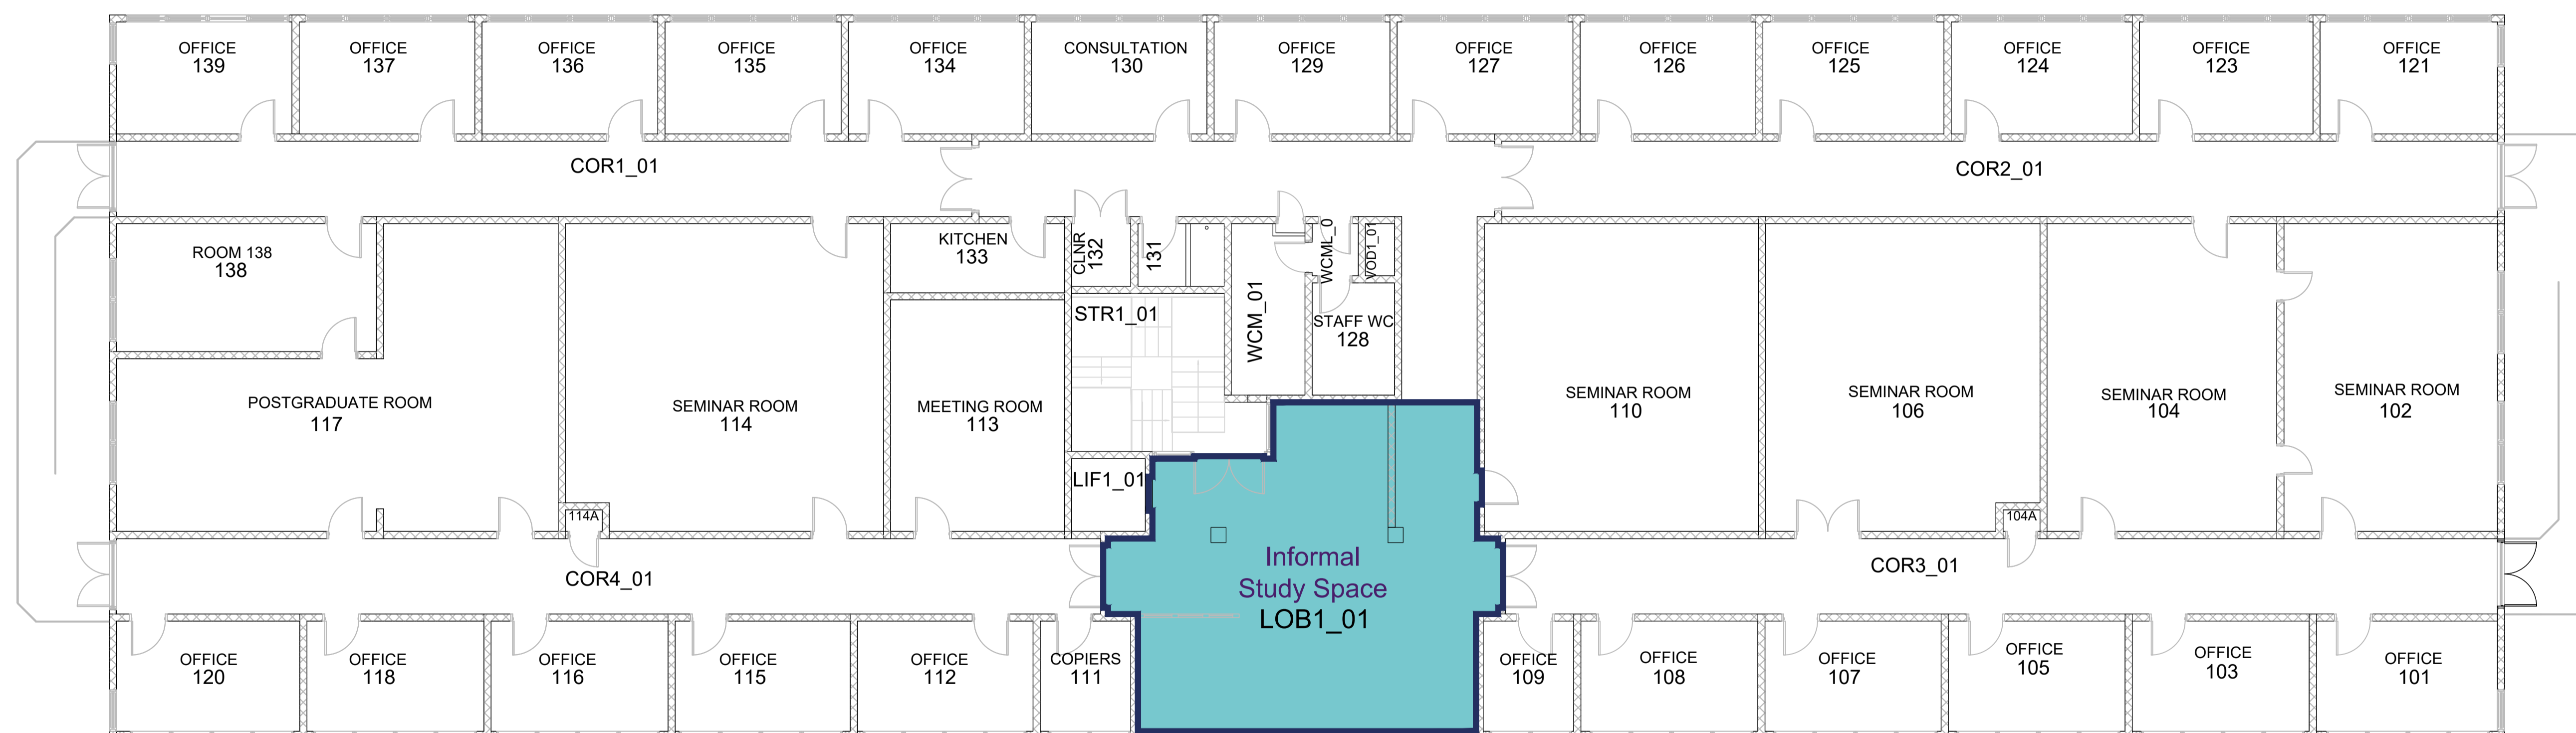 OFFICE
139
OFFICE
137
OFFICE
136
OFFICE
135
OFFICE
134
CONSULTATION
130
OFFICE
129
OFFICE
127
OFFICE
126
OFFICE
125
OFFICE
124
OFFICE
123
OFFICE
121
COR1_01
COR2_01
ROOM 138
138
KITCHEN
133
CLNR
132
131
WCML_0
VOD1_01
STR1_01
WCM_01
STAFF WC
128
POSTGRADUATE ROOM
117
SEMINAR ROOM
114
MEETING ROOM
113
SEMINAR ROOM
110
SEMINAR ROOM
106
SEMINAR ROOM
104
SEMINAR ROOM
102
LIF1_01
114A
104A
COR4_01
Informal
Study Space
LOB1_01
COR3_01
OFFICE
120
OFFICE
118
OFFICE
116
OFFICE
115
OFFICE
112
COPIERS
111
OFFICE
109
OFFICE
108
OFFICE
107
OFFICE
105
OFFICE
103
OFFICE
101